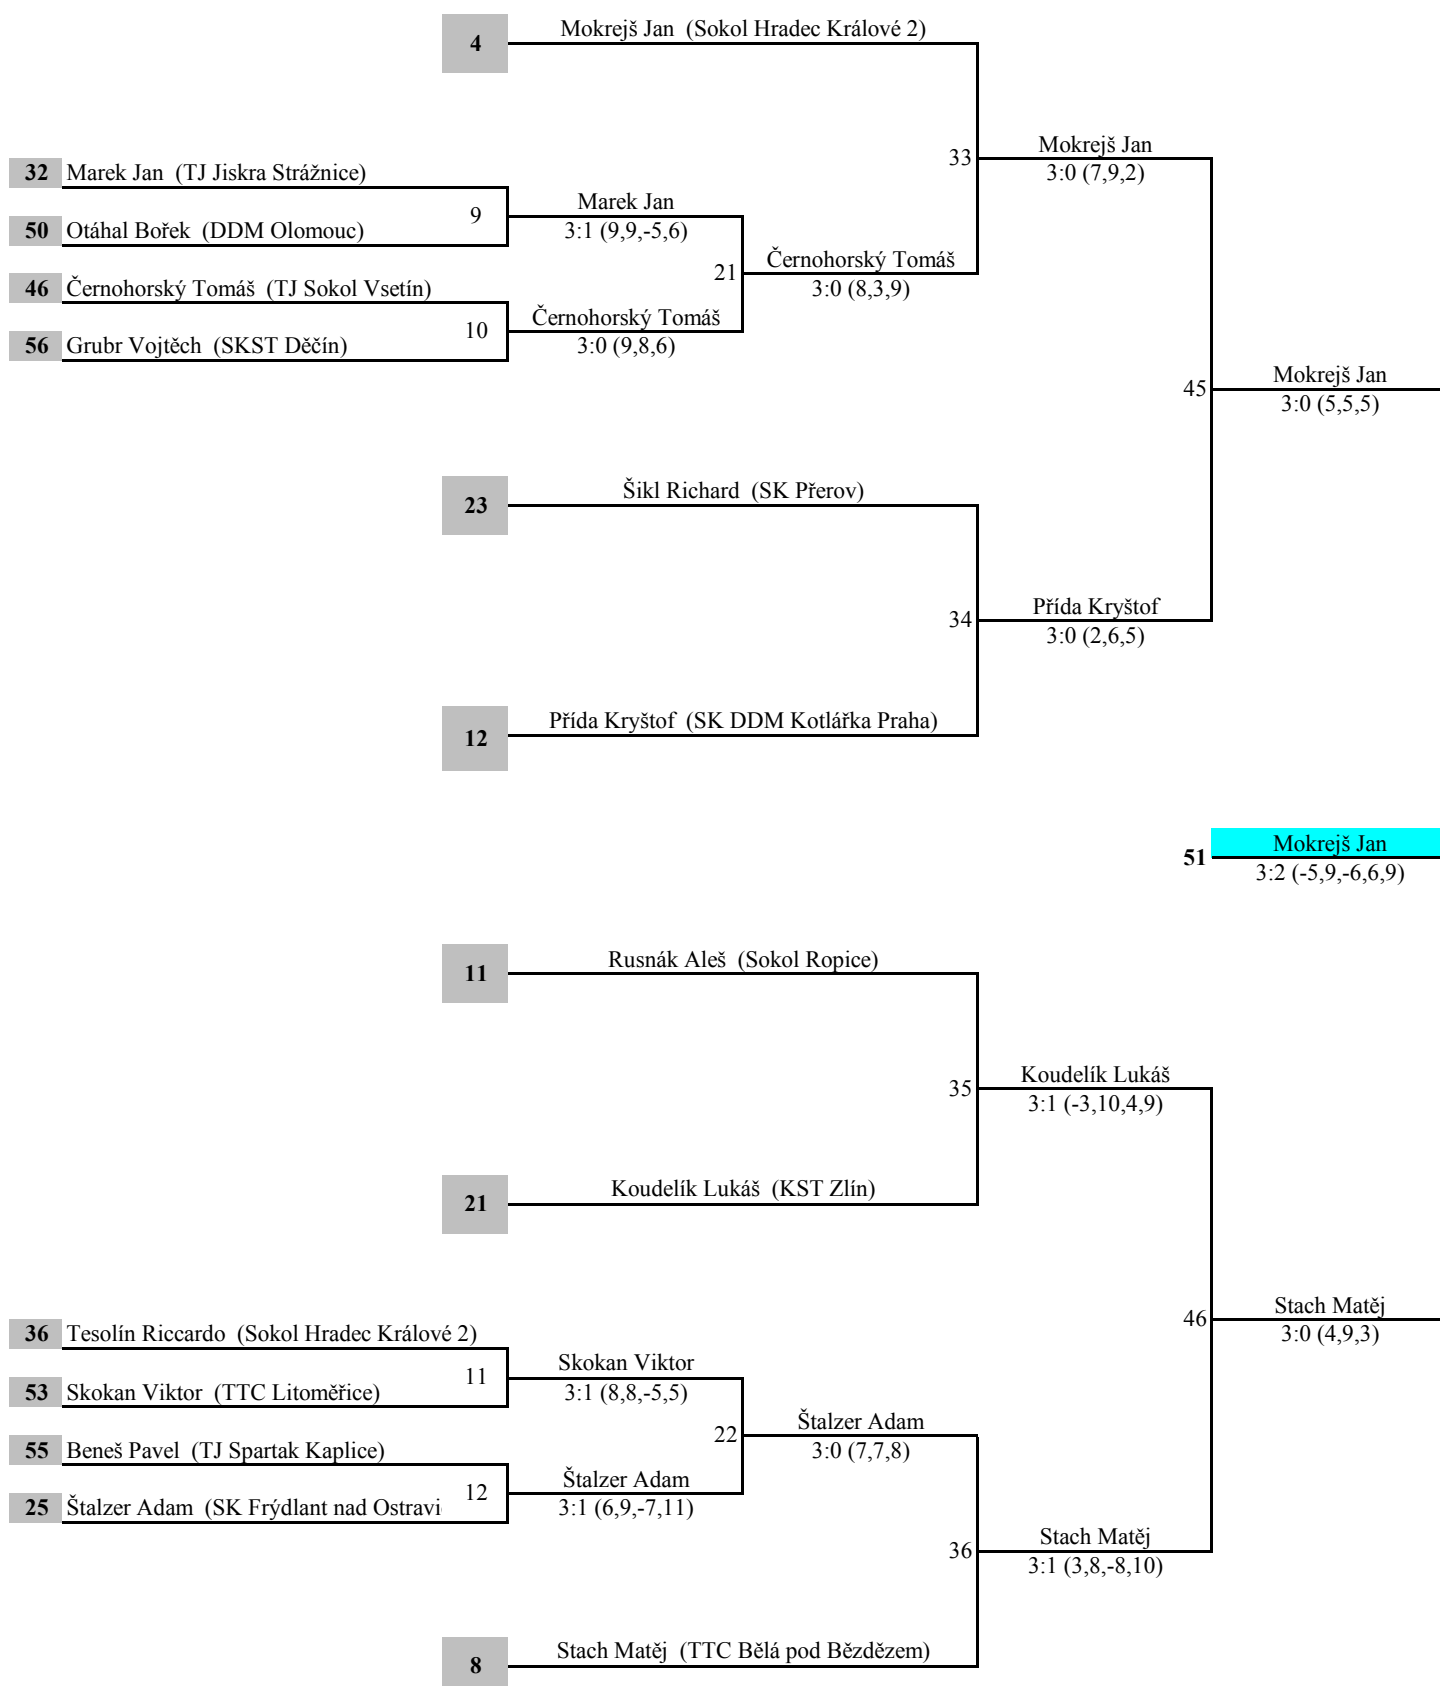 4 Mokrejš Jan (Sokol Hradec Králové 2)
33 Mokrejš Jan
3:0 (7,9,2)
32 Marek Jan (TJ Jiskra Strážnice)
9 Marek Jan
3:1 (9,9,-5,6)
50 Otáhal Bořek (DDM Olomouc)
21 Černohorský Tomáš
3:0 (8,3,9)
46 Černohorský Tomáš (TJ Sokol Vsetín)
10 Černohorský Tomáš
3:0 (9,8,6)
56 Grubr Vojtěch (SKST Děčín)
45 Mokrejš Jan
3:0 (5,5,5)
23 Šikl Richard (SK Přerov)
34 Přída Kryštof
3:0 (2,6,5)
12 Přída Kryštof (SK DDM Kotlářka Praha)
51 Mokrejš Jan
3:2 (-5,9,-6,6,9)
11 Rusnák Aleš (Sokol Ropice)
35 Koudelík Lukáš
3:1 (-3,10,4,9)
21 Koudelík Lukáš (KST Zlín)
46 Stach Matěj
3:0 (4,9,3)
36 Tesolín Riccardo (Sokol Hradec Králové 2)
11 Skokan Viktor
3:1 (8,8,-5,5)
53 Skokan Viktor (TTC Litoměřice)
22 Štalzer Adam
3:0 (7,7,8)
55 Beneš Pavel (TJ Spartak Kaplice)
12 Štalzer Adam
3:1 (6,9,-7,11)
25 Štalzer Adam (SK Frýdlant nad Ostravi
36 Stach Matěj
3:1 (3,8,-8,10)
8 Stach Matěj (TTC Bělá pod Bězdězem)